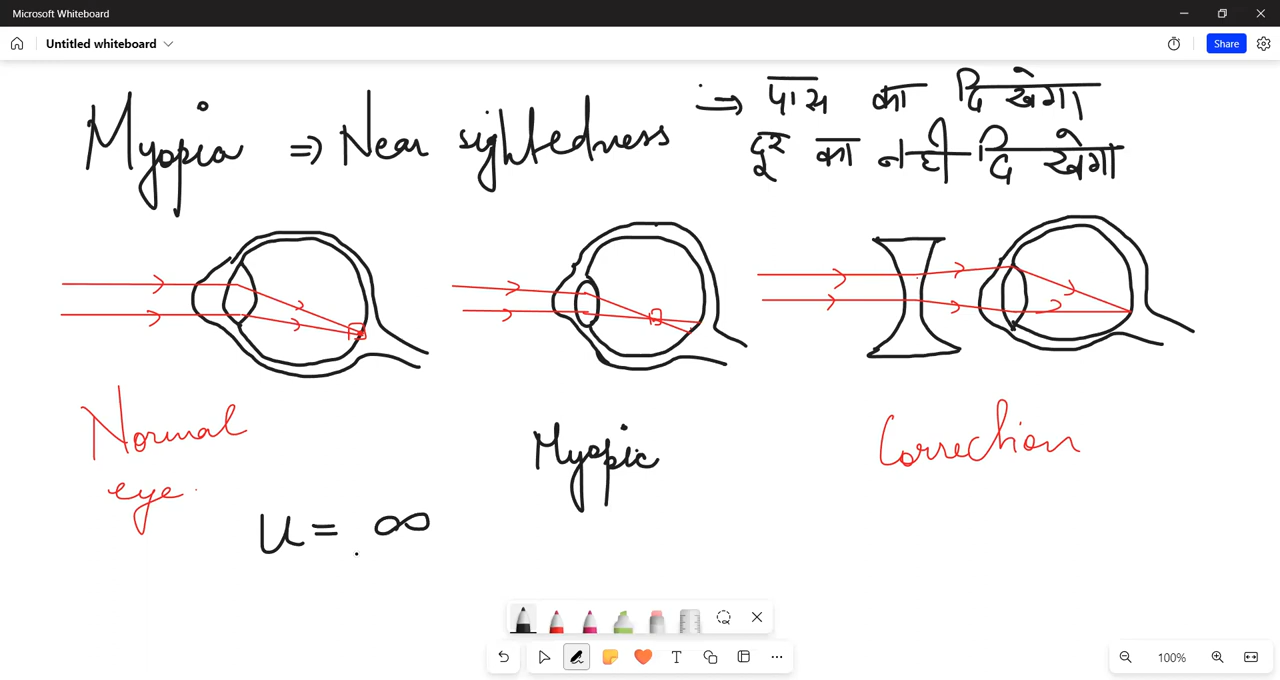 Microsoft Whiteboard
Untitled whiteboard
Share
Myopia ⇒ Near sightedness ⇒ पास का दिखेगा
दूर का नही दिखेगा
Normal eye
Myopic
Correction
u = ∞
T
100%